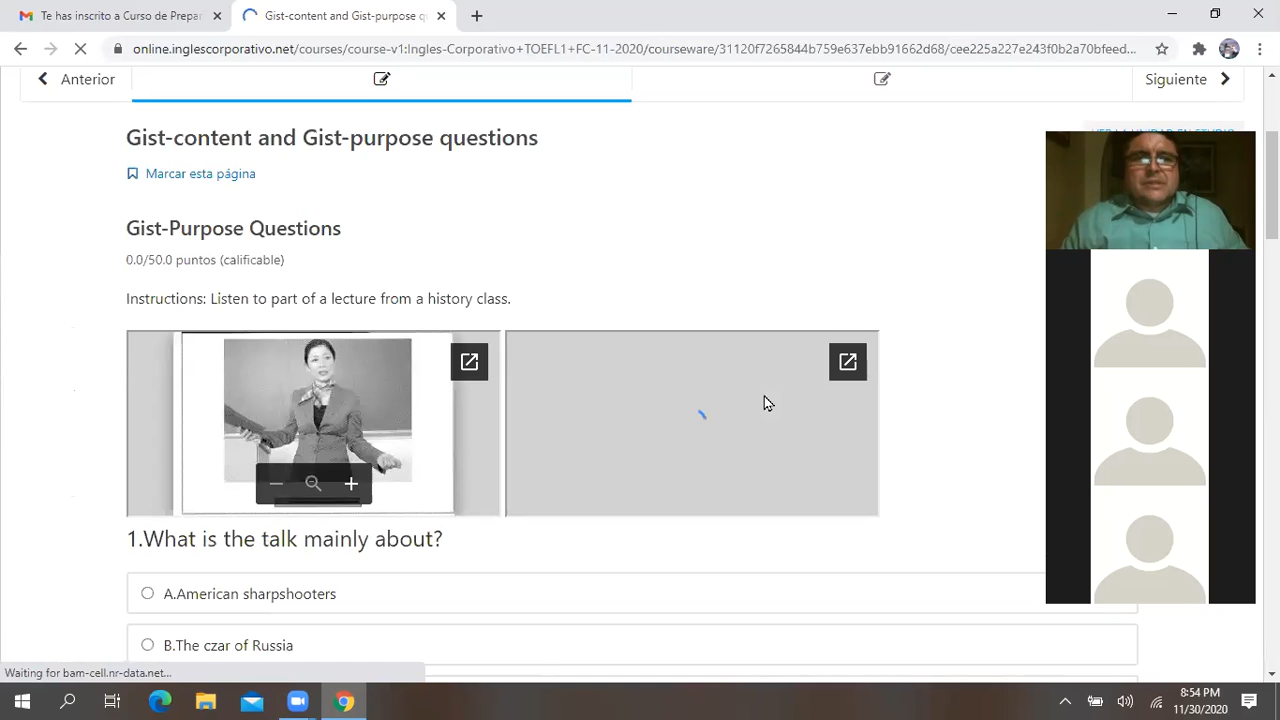 Te has inscrito a Curso de Prepar
Gist-content and Gist-purpose q
online.inglescorporativo.net/courses/course-v1:Ingles-Corporativo+TOEFL1+FC-11-2020/courseware/31120f7265844b759e637ebb91662d68/cee225a227e243f0b2a70bfeed...
Anterior
Siguiente
Gist-content and Gist-purpose questions
Marcar esta página
Gist-Purpose Questions
0.0/50.0 puntos (calificable)
Instructions: Listen to part of a lecture from a history class.
1.What is the talk mainly about?
A.American sharpshooters
B.The czar of Russia
Waiting for bam-cell.nr-data.net...
8:54 PM
11/30/2020